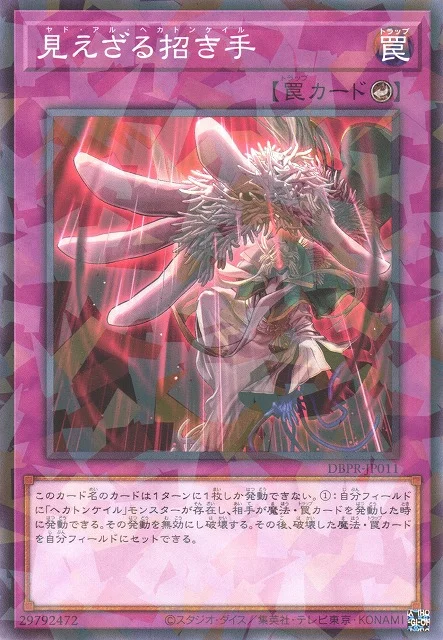 ヤド・アル・ヘカトンケイル
見えざる招き手
トラップ
罠
トラップ
【罠カード】
DBPR-JP011
このカード名のカードは1ターンに1枚しか発動できない。①:自分フィールド
に「ヘカトンケイル」モンスターが存在し、相手が魔法・罠カードを発動した時
に発動できる。その発動を無効にし破壊する。その後、破壊した魔法・罠カード
を自分フィールドにセットできる。
29792472
©スタジオ・ダイス/集英社・テレビ東京・KONAMI